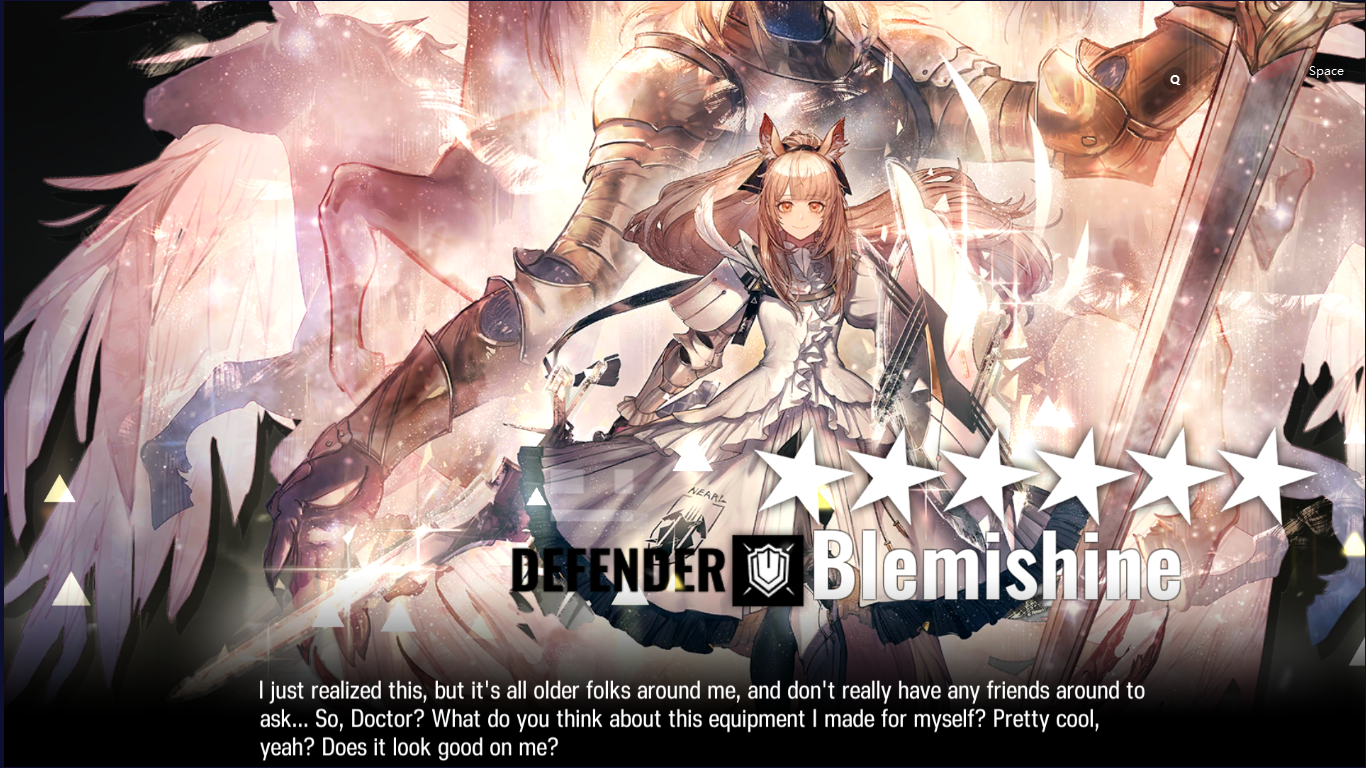 Q
Space
NEARL
DEFENDER Blemishine
I just realized this, but it's all older folks around me, and don't really have any friends around to
ask... So, Doctor? What do you think about this equipment I made for myself? Pretty cool,
yeah? Does it look good on me?